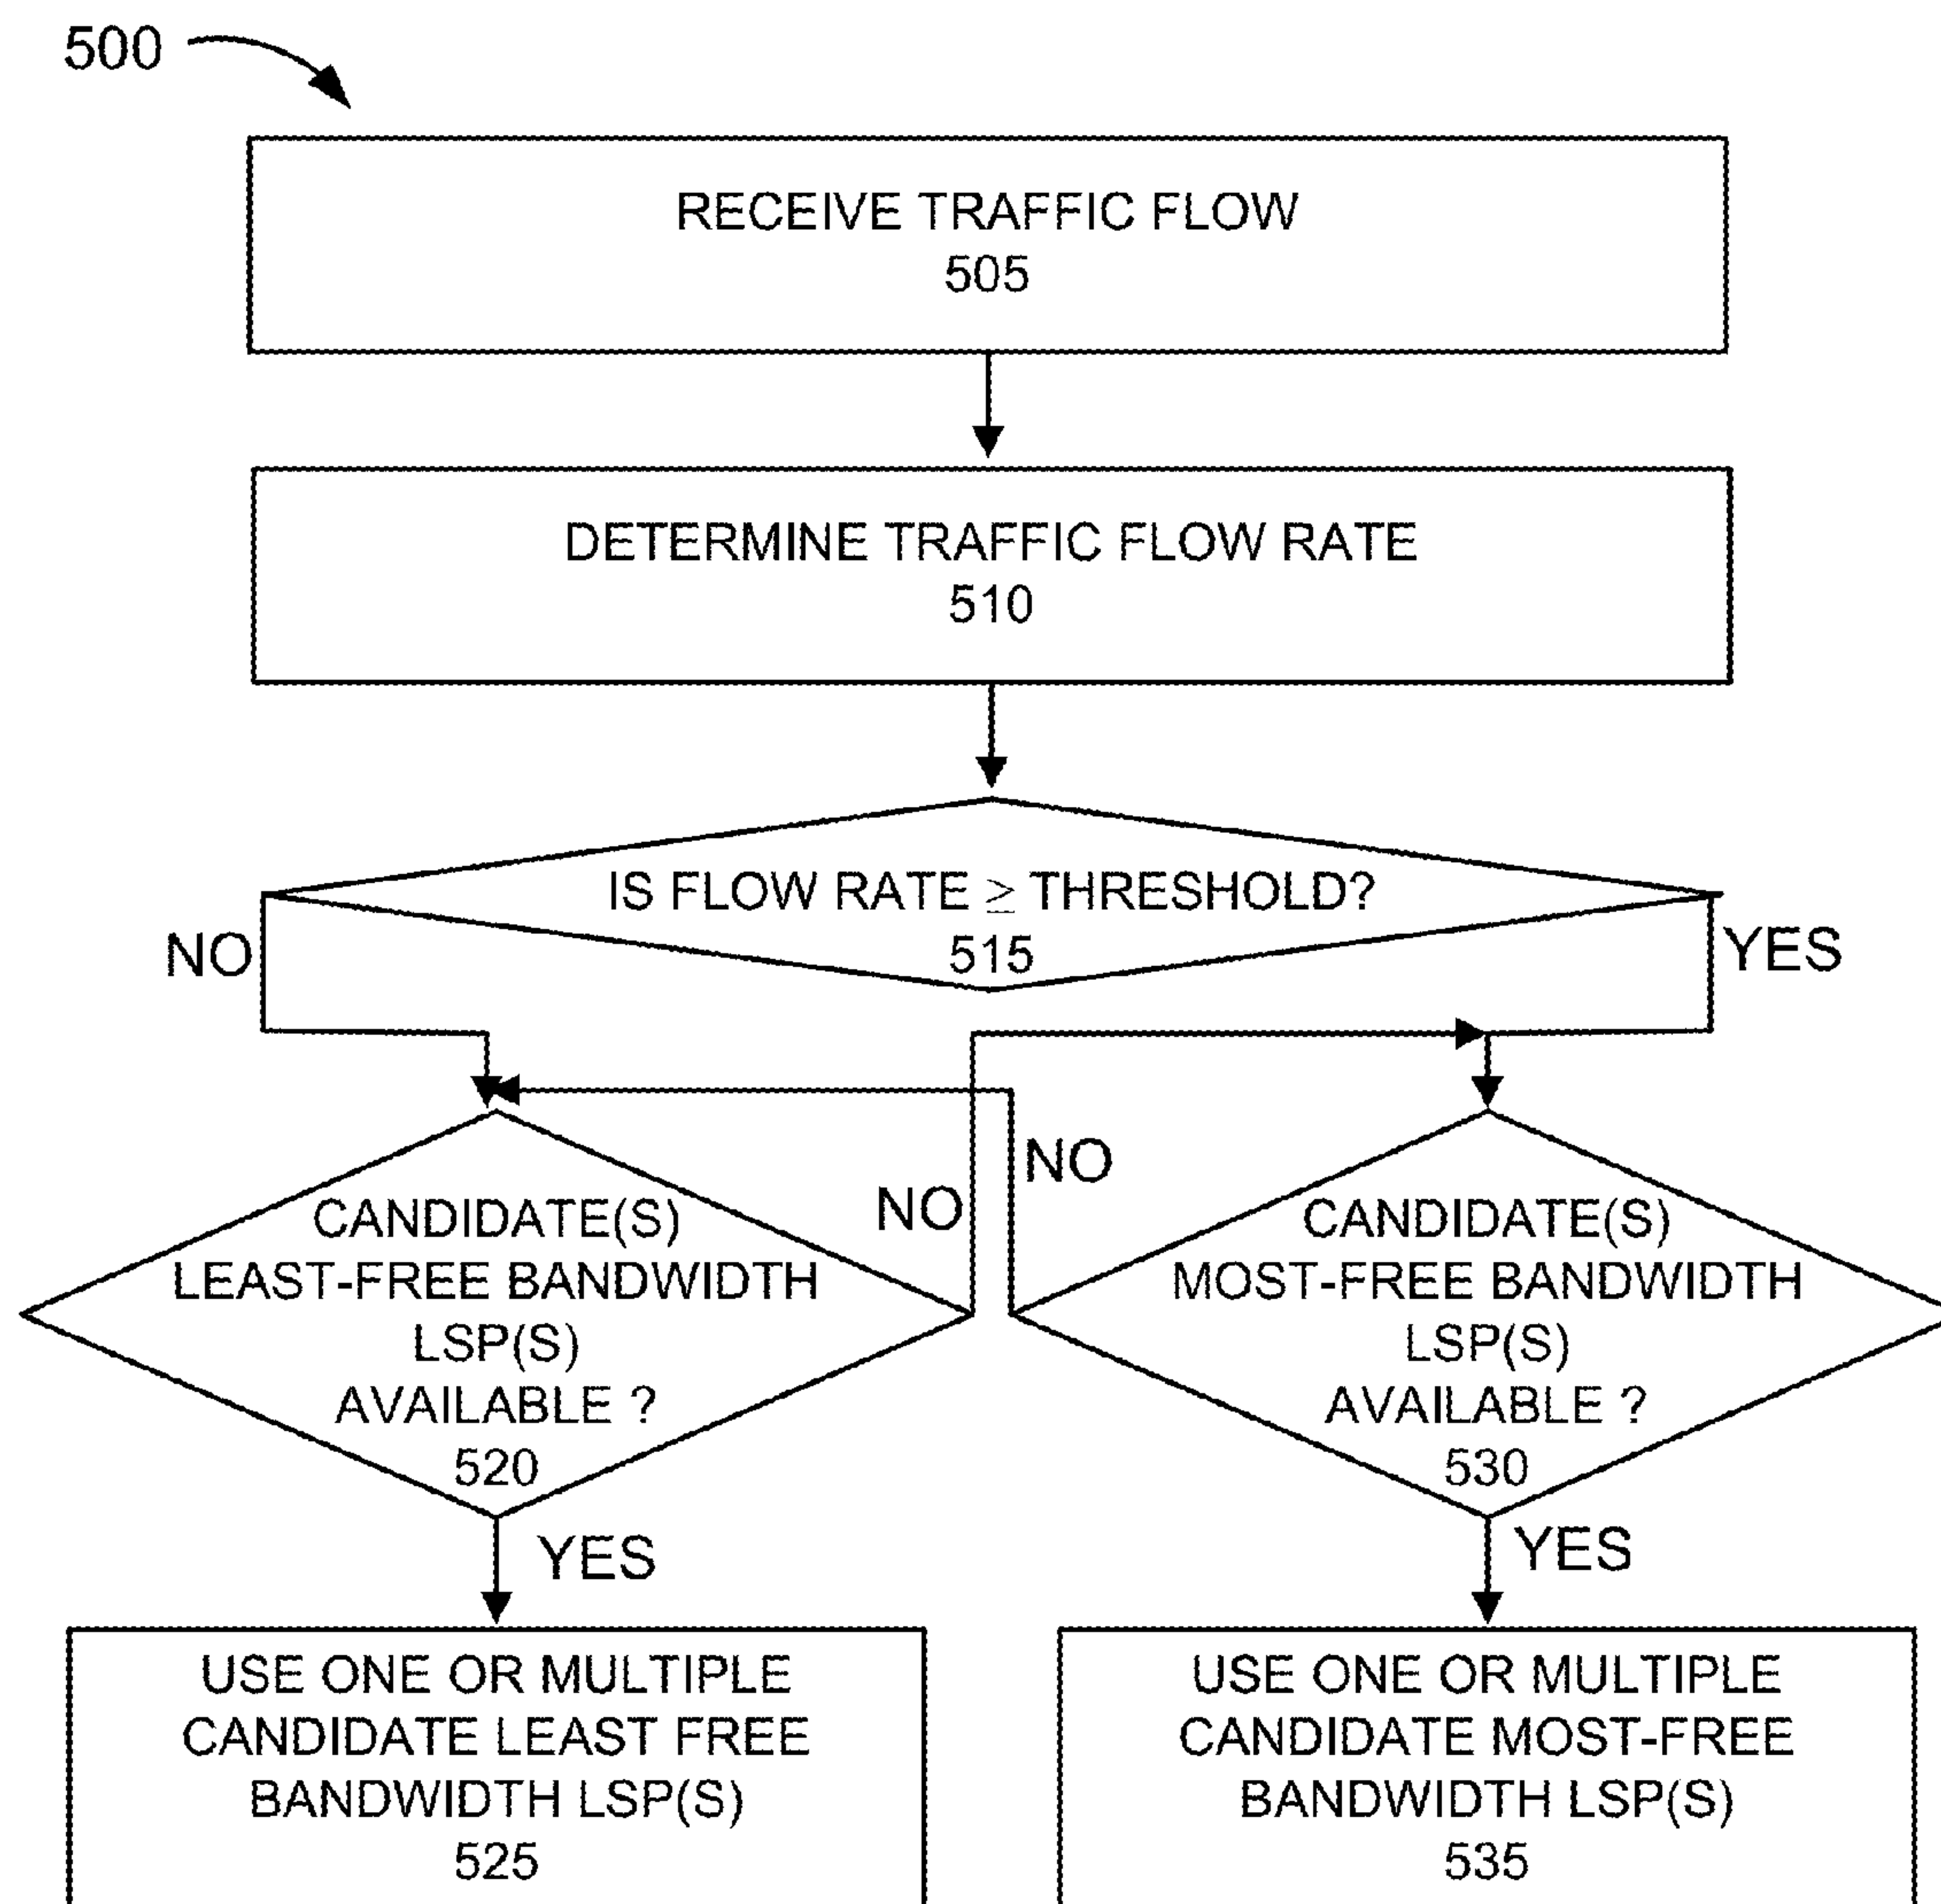 500
RECEIVE TRAFFIC FLOW
505
DETERMINE TRAFFIC FLOW RATE
510
IS FLOW RATE ≥ THRESHOLD?
515
NO
YES
NO
NO
CANDIDATE(S)
LEAST-FREE BANDWIDTH
LSP(S)
AVAILABLE ?
520
CANDIDATE(S)
MOST-FREE BANDWIDTH
LSP(S)
AVAILABLE ?
530
YES
YES
USE ONE OR MULTIPLE
CANDIDATE LEAST FREE
BANDWIDTH LSP(S)
525
USE ONE OR MULTIPLE
CANDIDATE MOST-FREE
BANDWIDTH LSP(S)
535